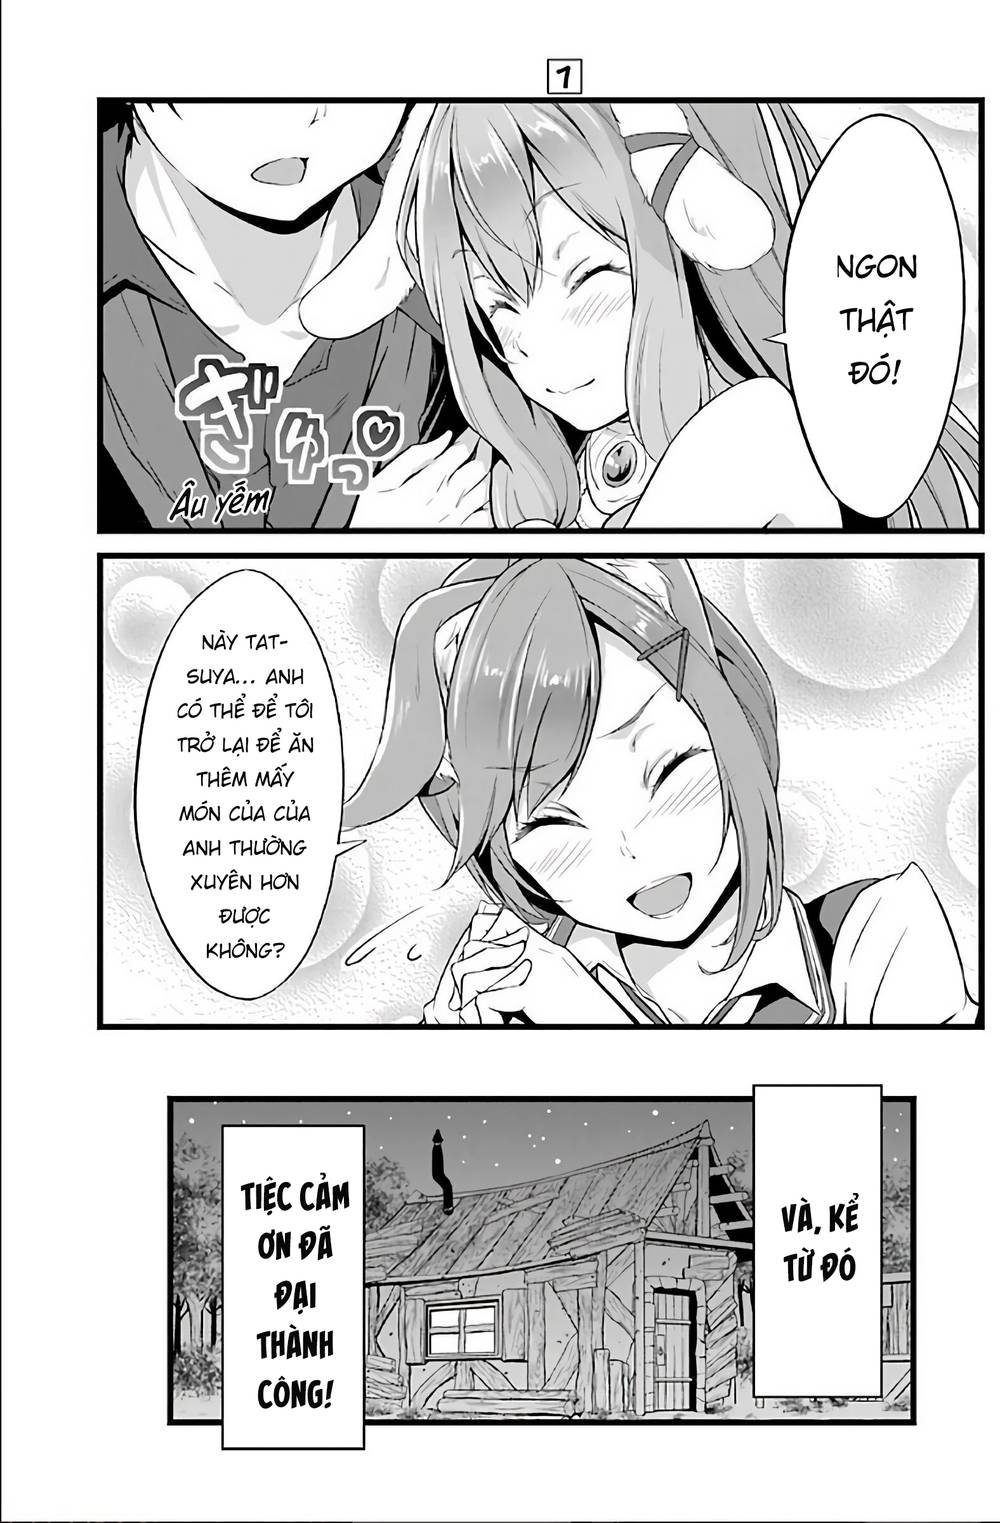 1
NGON
THẬT
ĐÓ!
ぎゅっ♡
Âu yếm
NÀY TAT-
SUYA... ANH
CÓ THỂ ĐỂ TÔI
TRỞ LẠI ĐỂ ĂN
THÊM MẤY
MÓN CỦA CỦA
ANH THƯỜNG
XUYÊN HƠN
ĐƯỢC
KHÔNG?
VÀ, KỂ
TỪ ĐÓ
TIỆC CẢM
ƠN ĐÃ
ĐẠI
THÀNH
CÔNG!